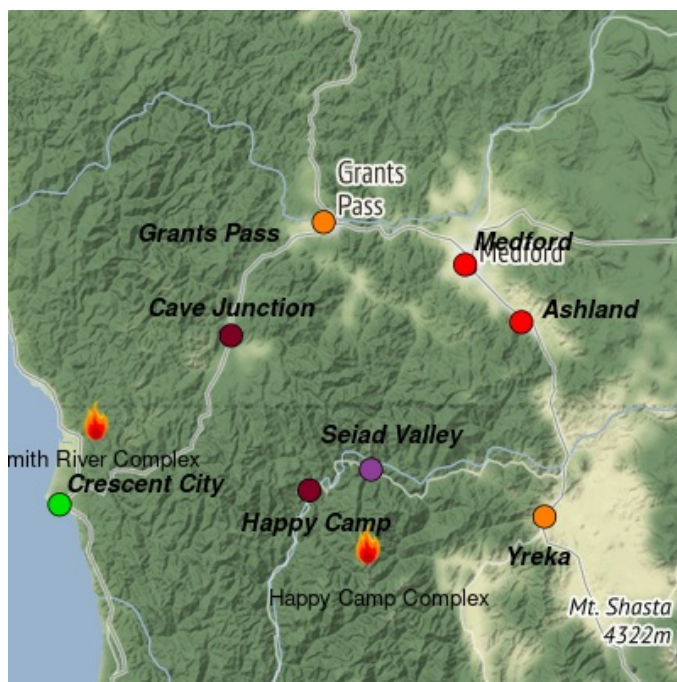 Grants
Pass
Grants Pass
Medford
Medford
Cave Junction
Ashland
Seiad Valley
mith River Complex
Crescent City
Happy Camp
Yreka
Happy Camp Complex
Mt. Shasta
4322m